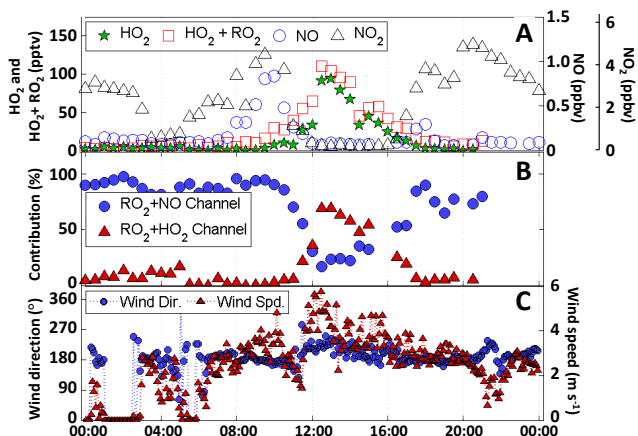 HO2 HO2 + RO2 NO NO2 A
HO2 and
HO2+ RO2 (pptv)
150
100
50
0
1.5
1.0
0.5
0
NO (ppbv)
6
4
2
0
NO2 (ppbv)
B
Contribution (%)
100
50
0
RO2+NO Channel
RO2+HO2 Channel
C
Wind Dir. Wind Spd.
Wind direction (°)
360
270
180
90
0
6
4
2
0
Wind speed (m s-1)
00:00 04:00 08:00 12:00 16:00 20:00 00:00